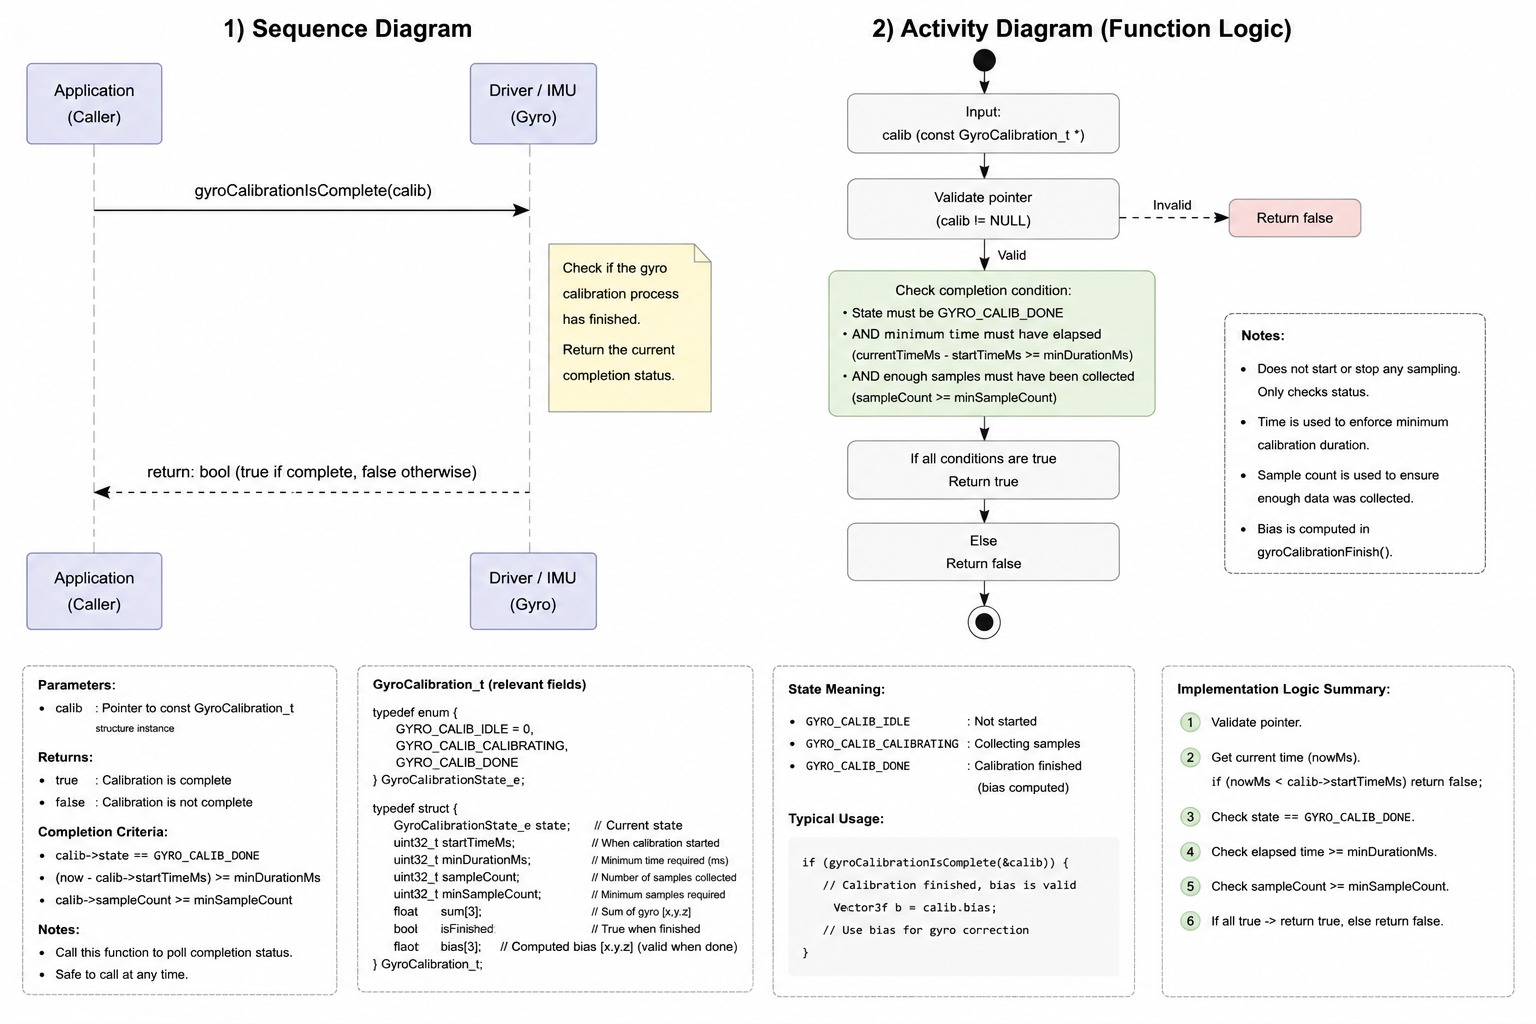 1) Sequence Diagram
Application
(Caller)
Driver / IMU
(Gyro)
gyroCalibrationIsComplete(calib)
Check if the gyro
calibration process
has finished.
Return the current
completion status.
return: bool (true if complete, false otherwise)
Application
(Caller)
Driver / IMU
(Gyro)
2) Activity Diagram (Function Logic)
Input:
calib (const GyroCalibration_t *)
Validate pointer
(calib != NULL)
Invalid
Return false
Valid
Check completion condition:
• State must be GYRO_CALIB_DONE
• AND minimum time must have elapsed
(currentTimeMs - startTimeMs >= minDurationMs)
• AND enough samples must have been collected
(sampleCount >= minSampleCount)
If all conditions are true
Return true
Else
Return false
Notes:
• Does not start or stop any sampling.
Only checks status.
• Time is used to enforce minimum
calibration duration.
• Sample count is used to ensure
enough data was collected.
• Bias is computed in
gyroCalibrationFinish().
Parameters:
• calib : Pointer to const GyroCalibration_t
structure instance
Returns:
• true : Calibration is complete
• false : Calibration is not complete
Completion Criteria:
• calib->state == GYRO_CALIB_DONE
• (now - calib->startTimeMs) >= minDurationMs
• calib->sampleCount >= minSampleCount
Notes:
• Call this function to poll completion status.
• Safe to call at any time.
GyroCalibration_t (relevant fields)
typedef enum {
GYRO_CALIB_IDLE = 0,
GYRO_CALIB_CALIBRATING,
GYRO_CALIB_DONE
} GyroCalibrationState_e;
typedef struct {
GyroCalibrationState_e state; // Current state
uint32_t startTimeMs; // When calibration started
uint32_t minDurationMs; // Minimum time required (ms)
uint32_t sampleCount; // Number of samples collected
uint32_t minSampleCount; // Minimum samples required
float sum[3]; // Sum of gyro [x,y.z]
bool isFinished: // True when finished
flaot bias[3]; // Computed bias [x.y.z] (valid when done)
} GyroCalibration_t;
State Meaning:
• GYRO_CALIB_IDLE : Not started
• GYRO_CALIB_CALIBRATING : Collecting samples
• GYRO_CALIB_DONE : Calibration finished
(bias computed)
Typical Usage:
if (gyroCalibrationIsComplete(&calib)) {
// Calibration finished, bias is valid
Vector3f b = calib.bias;
// Use bias for gyro correction
}
Implementation Logic Summary:
1 Validate pointer.
2 Get current time (nowMs).
if (nowMs < calib->startTimeMs) return false;
3 Check state == GYRO_CALIB_DONE.
4 Check elapsed time >= minDurationMs.
5 Check sampleCount >= minSampleCount.
6 If all true -> return true, else return false.